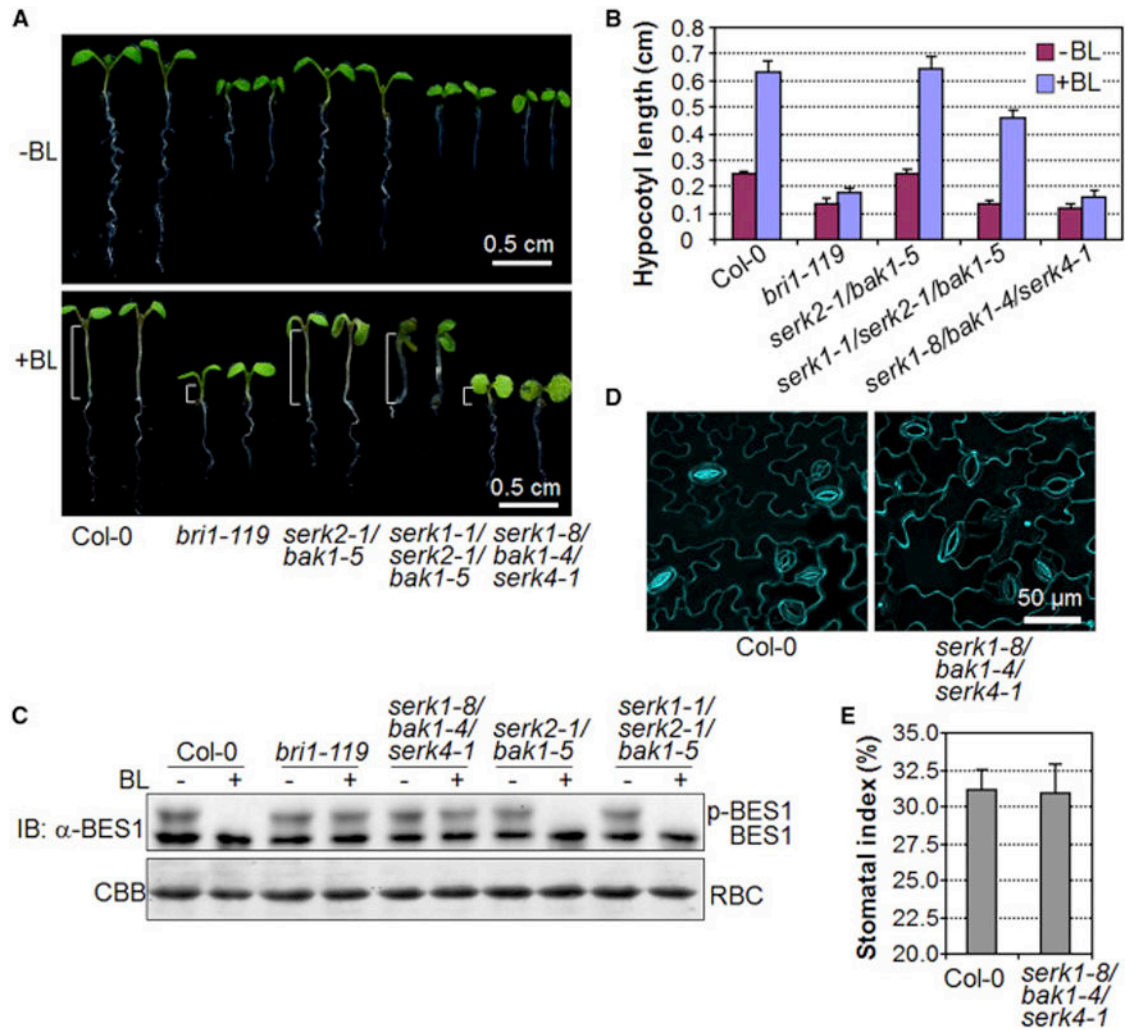 A
-BL
0.5 cm
+BL
0.5 cm
Col-0
bri1-119
serk2-1/
bak1-5
serk1-1/
serk2-1/
bak1-5
serk1-8/
bak1-4/
serk4-1
B
Hypocotyl length (cm)
0.8
0.7
0.6
0.5
0.4
0.3
0.2
0.1
0
-BL
+BL
Col-0
bri1-119
serk2-1/bak1-5
serk1-1/serk2-1/bak1-5
serk1-8/bak1-4/serk4-1
C
Col-0
bri1-119
serk1-8/
bak1-4/
serk4-1
serk2-1/
bak1-5
serk1-1/
serk2-1/
bak1-5
BL - + - + - + - + - +
IB: α-BES1
p-BES1
BES1
CBB
RBC
D
50 μm
Col-0
serk1-8/
bak1-4/
serk4-1
E
Stomatal index (%)
35.0
32.5
30.0
27.5
25.0
22.5
20.0
Col-0
serk1-8/
bak1-4/
serk4-1